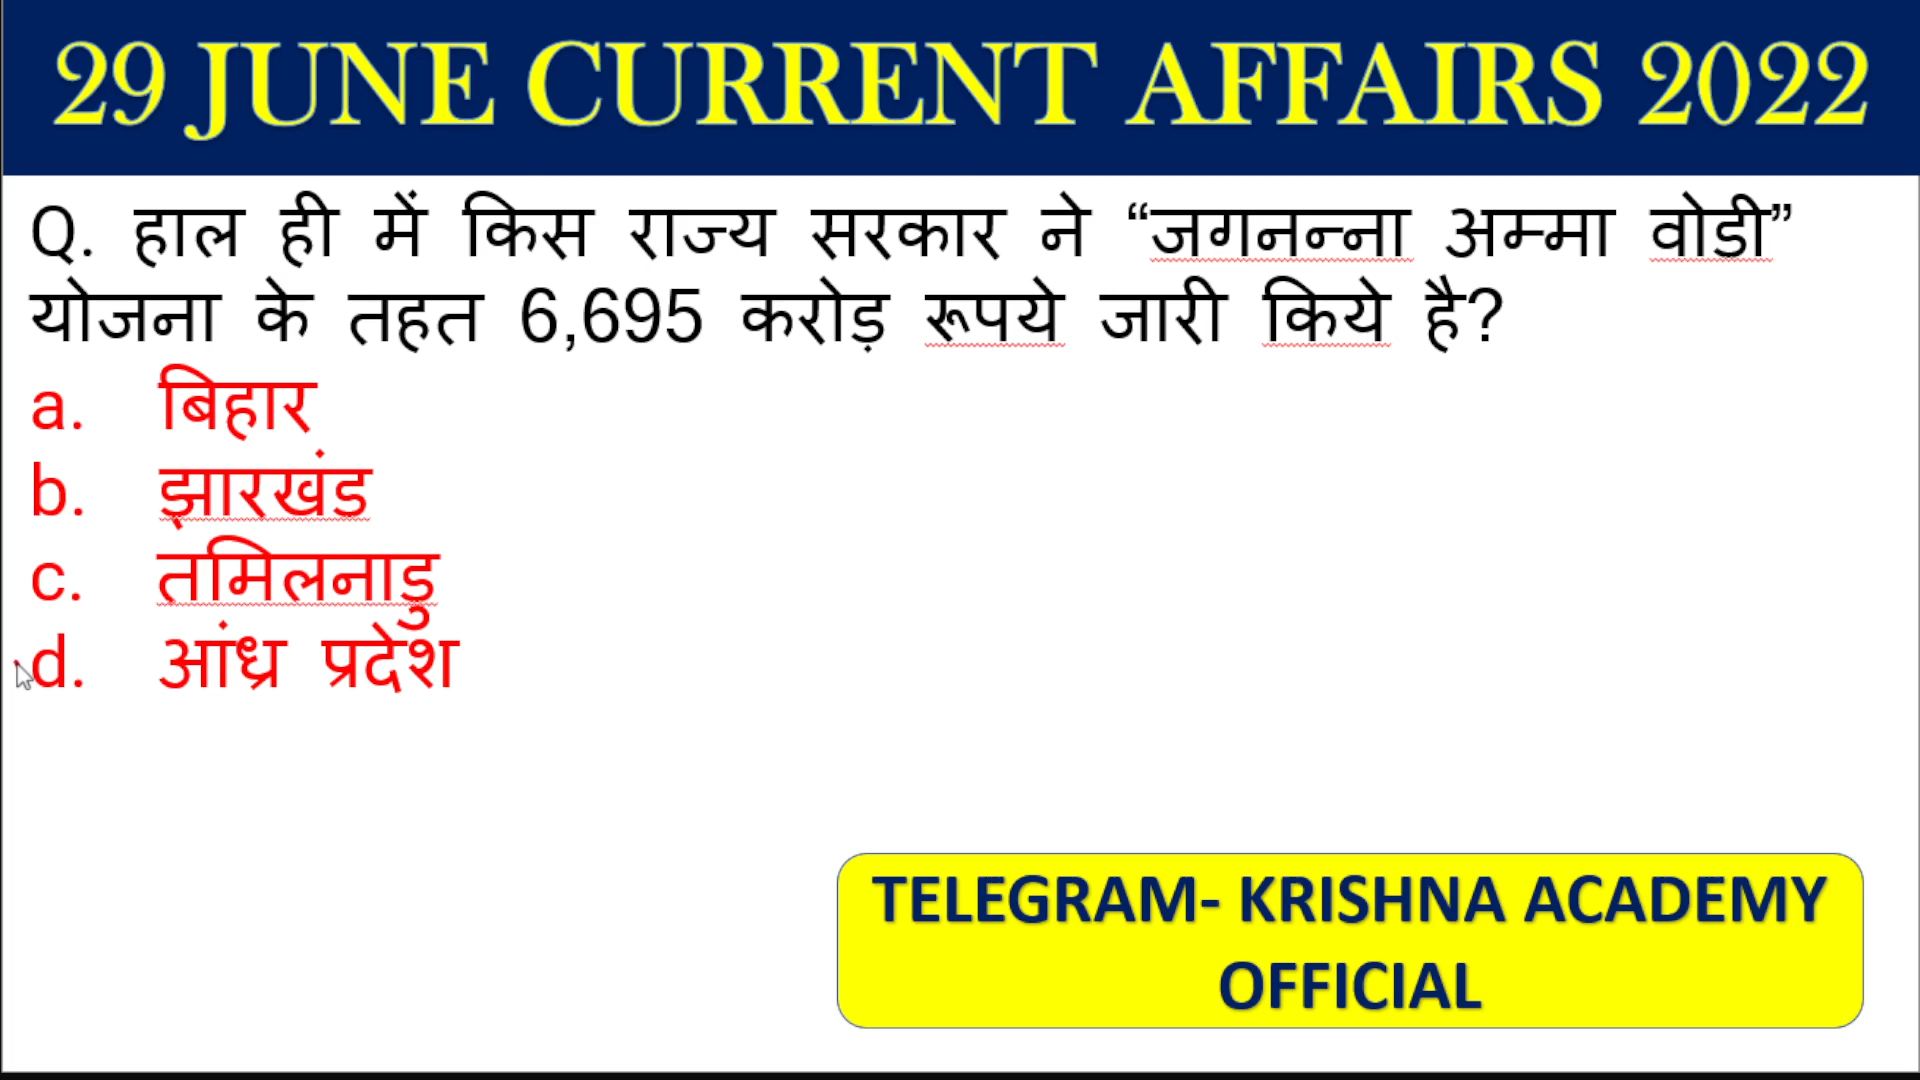 29 JUNE CURRENT AFFAIRS 2022
Q. हाल ही में किस राज्य सरकार ने “जगनन्ना अम्मा वोडी”
योजना के तहत 6,695 करोड़ रूपये जारी किये है?
a. बिहार
b. झारखंड
c. तमिलनाडु
d. आंध्र प्रदेश
TELEGRAM- KRISHNA ACADEMY
OFFICIAL